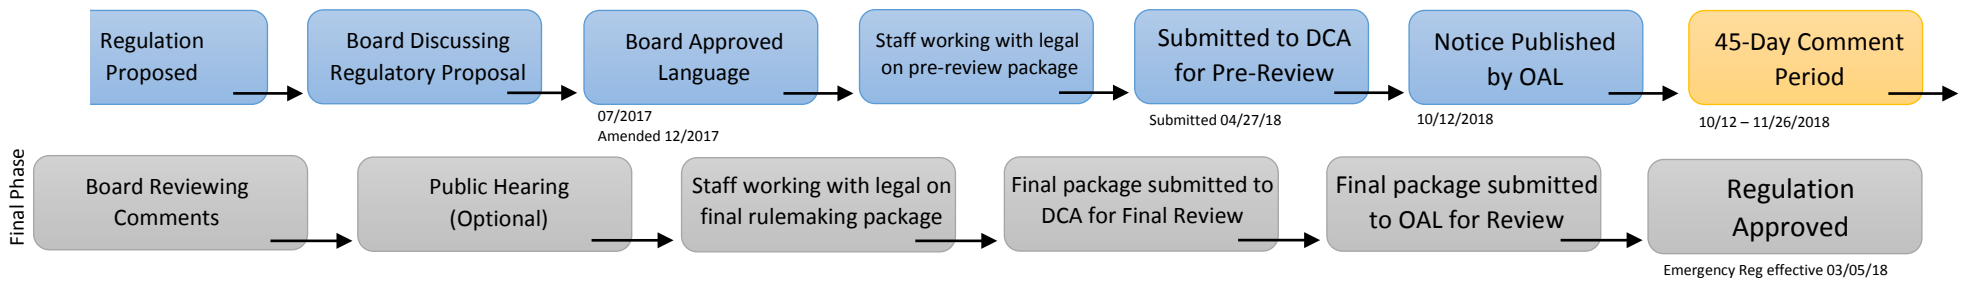 Regulation
Proposed
Board Discussing
Regulatory Proposal
Board Approved
Language
07/2017
Amended 12/2017
Staff working with legal
on pre-review package
Submitted to DCA
for Pre-Review
Submitted 04/27/18
Notice Published
by OAL
10/12/2018
45-Day Comment
Period
10/12 – 11/26/2018
Final Phase
Board Reviewing
Comments
Public Hearing
(Optional)
Staff working with legal on
final rulemaking package
Final package submitted to
DCA for Final Review
Final package submitted
to OAL for Review
Regulation
Approved
Emergency Reg effective 03/05/18